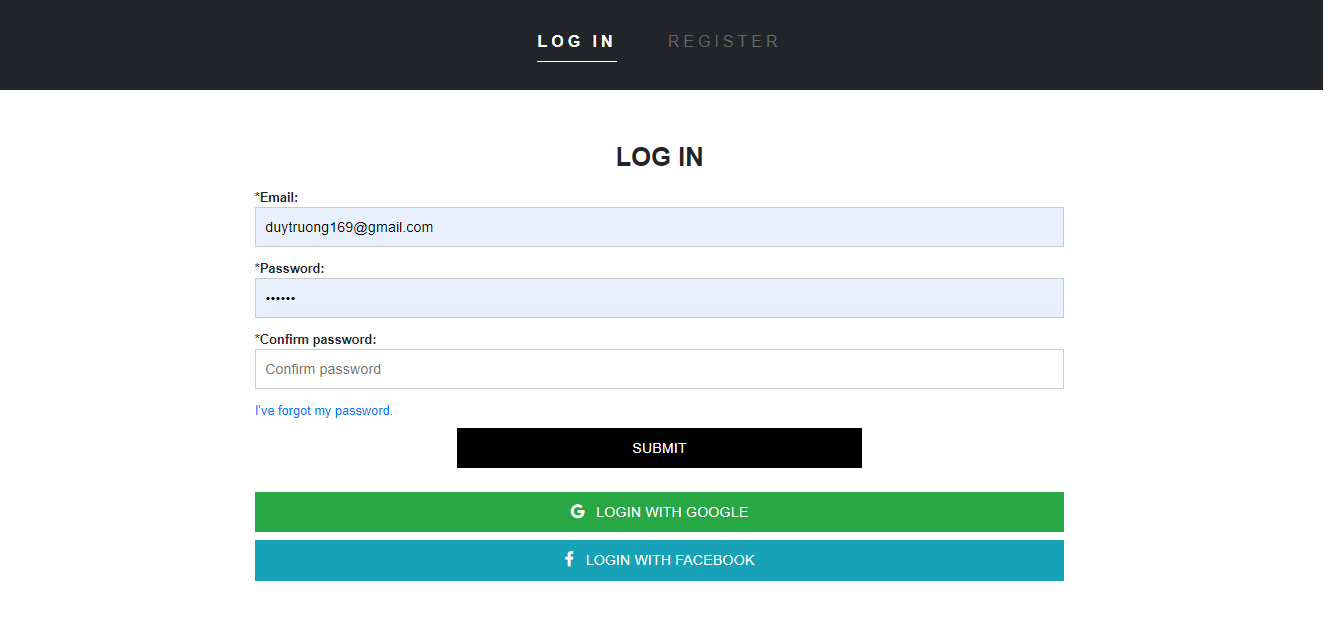 LOG IN REGISTER
LOG IN
*Email:
duytruong169@gmail.com
*Password:
••••••
*Confirm password:
Confirm password
I've forgot my password.
SUBMIT
LOGIN WITH GOOGLE
LOGIN WITH FACEBOOK